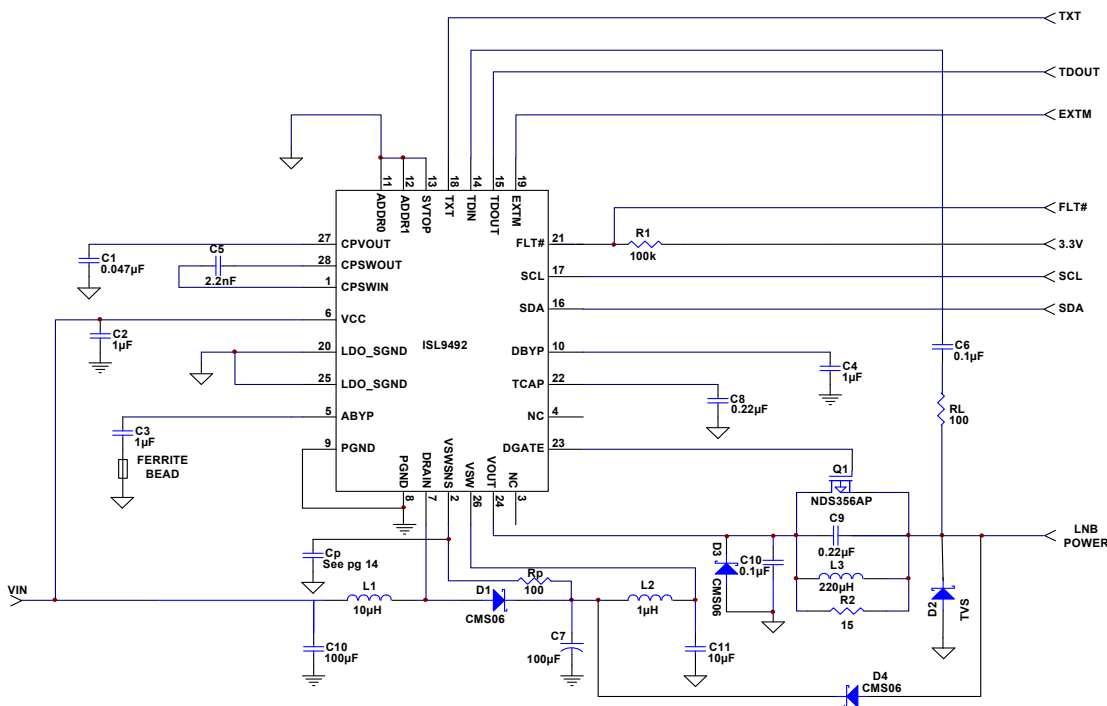 TXT
TDOUT
EXTM
11
12
13
18
14
15
19
ADDR0
ADDR1
SVTOP
TXT
TDIN
TDOUT
EXTM
FLT#
27
CPVOUT
FLT#
21
R1
100k
3.3V
C1
0.047µF
C5
2.2nF
28
CPSWOUT
1
CPSWIN
SCL
17
SCL
SDA
16
SDA
6
VCC
C2
1µF
ISL9492
20
LDO_SGND
DBYP
10
C4
1µF
C6
0.1µF
25
LDO_SGND
TCAP
22
C8
0.22µF
RL
100
5
ABYP
NC
4
C3
1µF
9
PGND
DGATE
23
FERRITE
BEAD
PGND
DRAIN
VSWSNS
VSW
VOUT
NC
8
7
2
26
24
3
Q1
NDS356AP
C9
0.22µF
LNB
POWER
Cp
See pg 14
D3
CMS06
C10
0.1µF
L3
220µH
R2
15
D2
TVS
Rp
100
VIN
L1
10µH
D1
CMS06
L2
1µH
C10
100µF
C7
100µF
C11
10µF
D4
CMS06